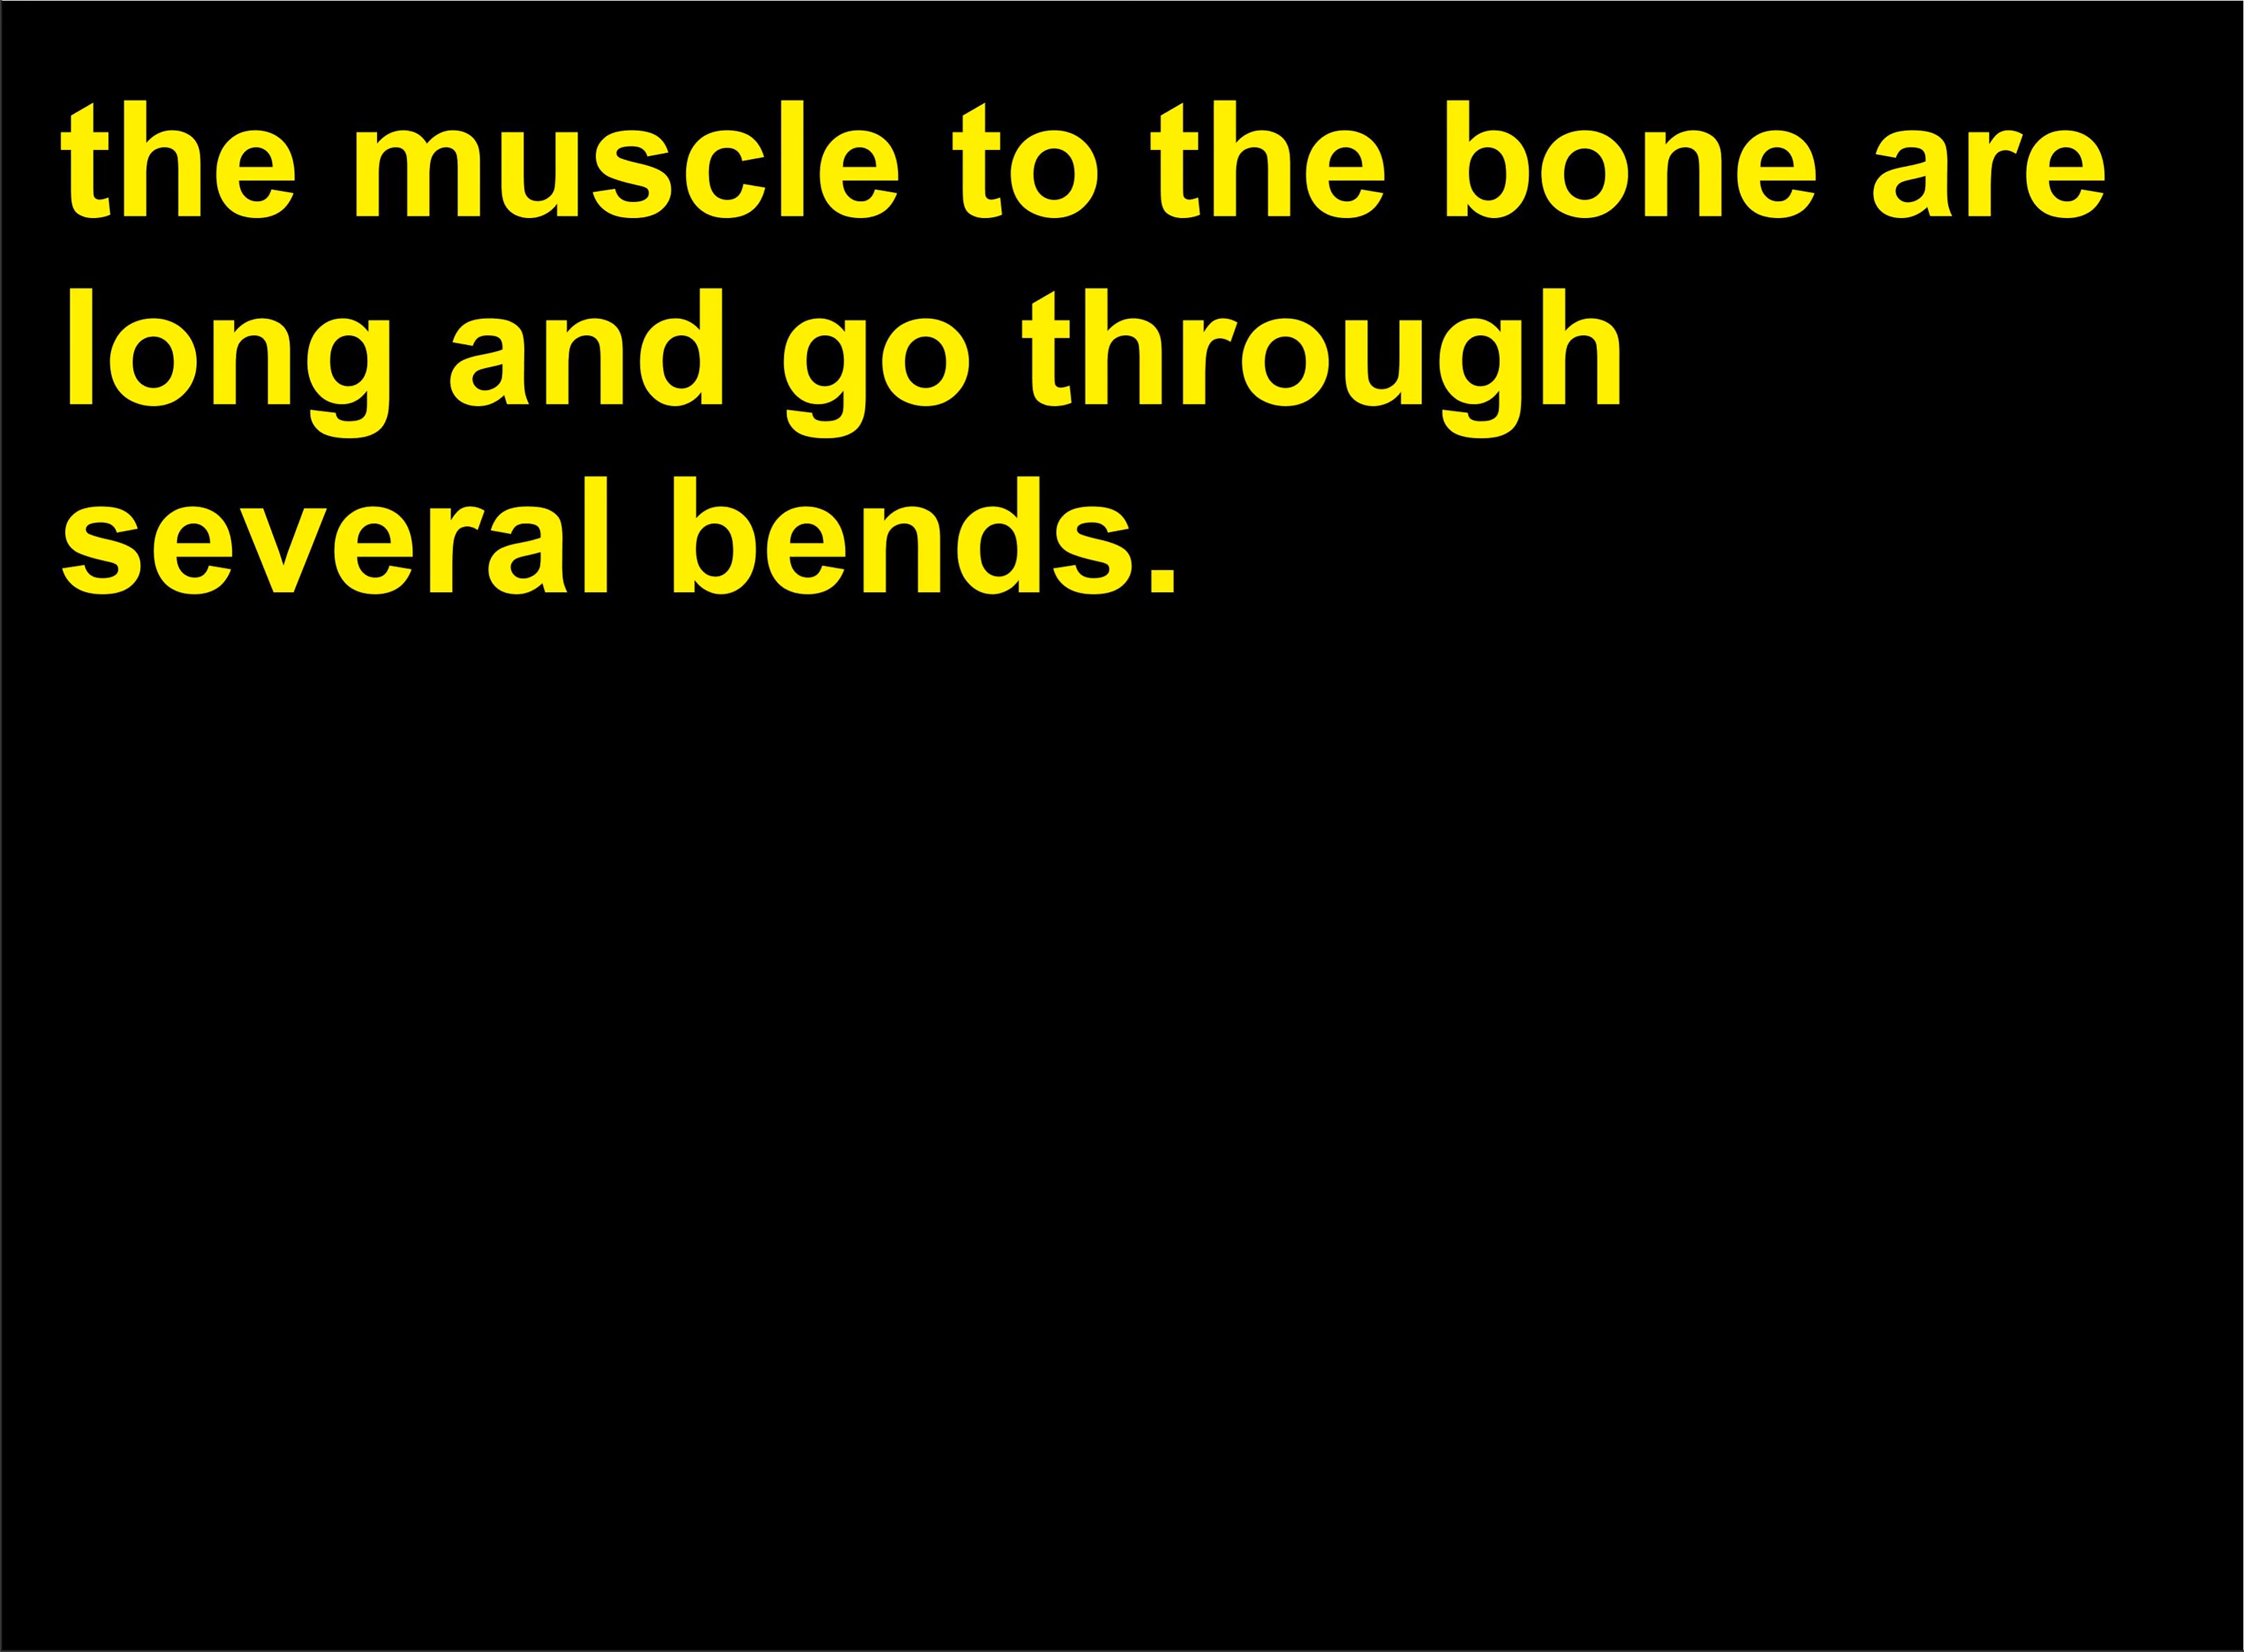 the muscle to the bone are
long and go through
several bends.